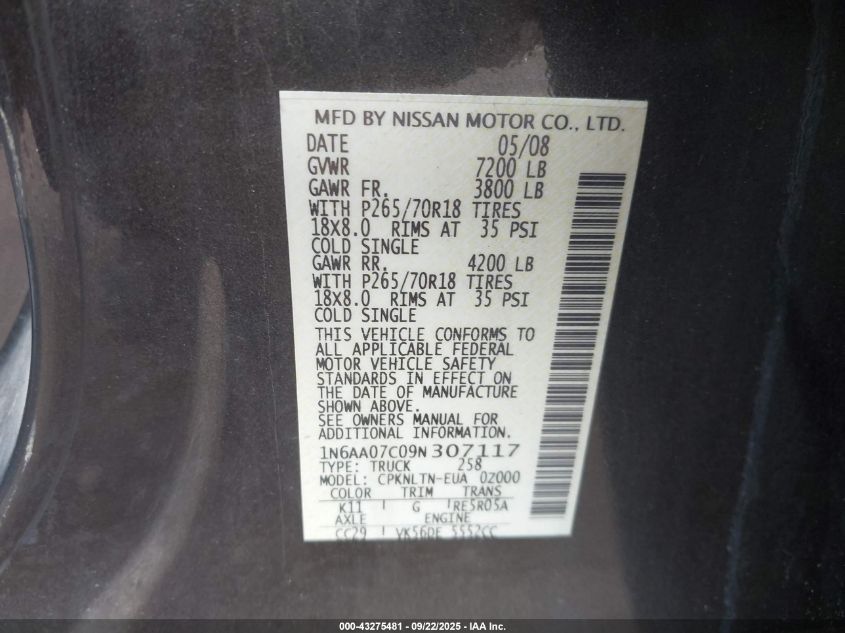 MFD BY NISSAN MOTOR CO., LTD.
DATE 05/08
GVWR 7200 LB
GAWR FR. 3800 LB
WITH P265/70R18 TIRES
18X8.0 RIMS AT 35 PSI
COLD SINGLE
GAWR RR. 4200 LB
WITH P265/70R18 TIRES
18X8.0 RIMS AT 35 PSI
COLD SINGLE
THIS VEHICLE CONFORMS TO
ALL APPLICABLE FEDERAL
MOTOR VEHICLE SAFETY
STANDARDS IN EFFECT ON
THE DATE OF MANUFACTURE
SHOWN ABOVE.
SEE OWNERS MANUAL FOR
ADDITIONAL INFORMATION.
1N6AA07C09N307117
TYPE: TRUCK 258
MODEL: CPKNLTN-EUA 0Z000
COLOR TRIM TRANS
K11 G RE5R05A
AXLE ENGINE
CC29 VK56DE 5552CC
000-43275481 - 09/22/2025 - IAA Inc.